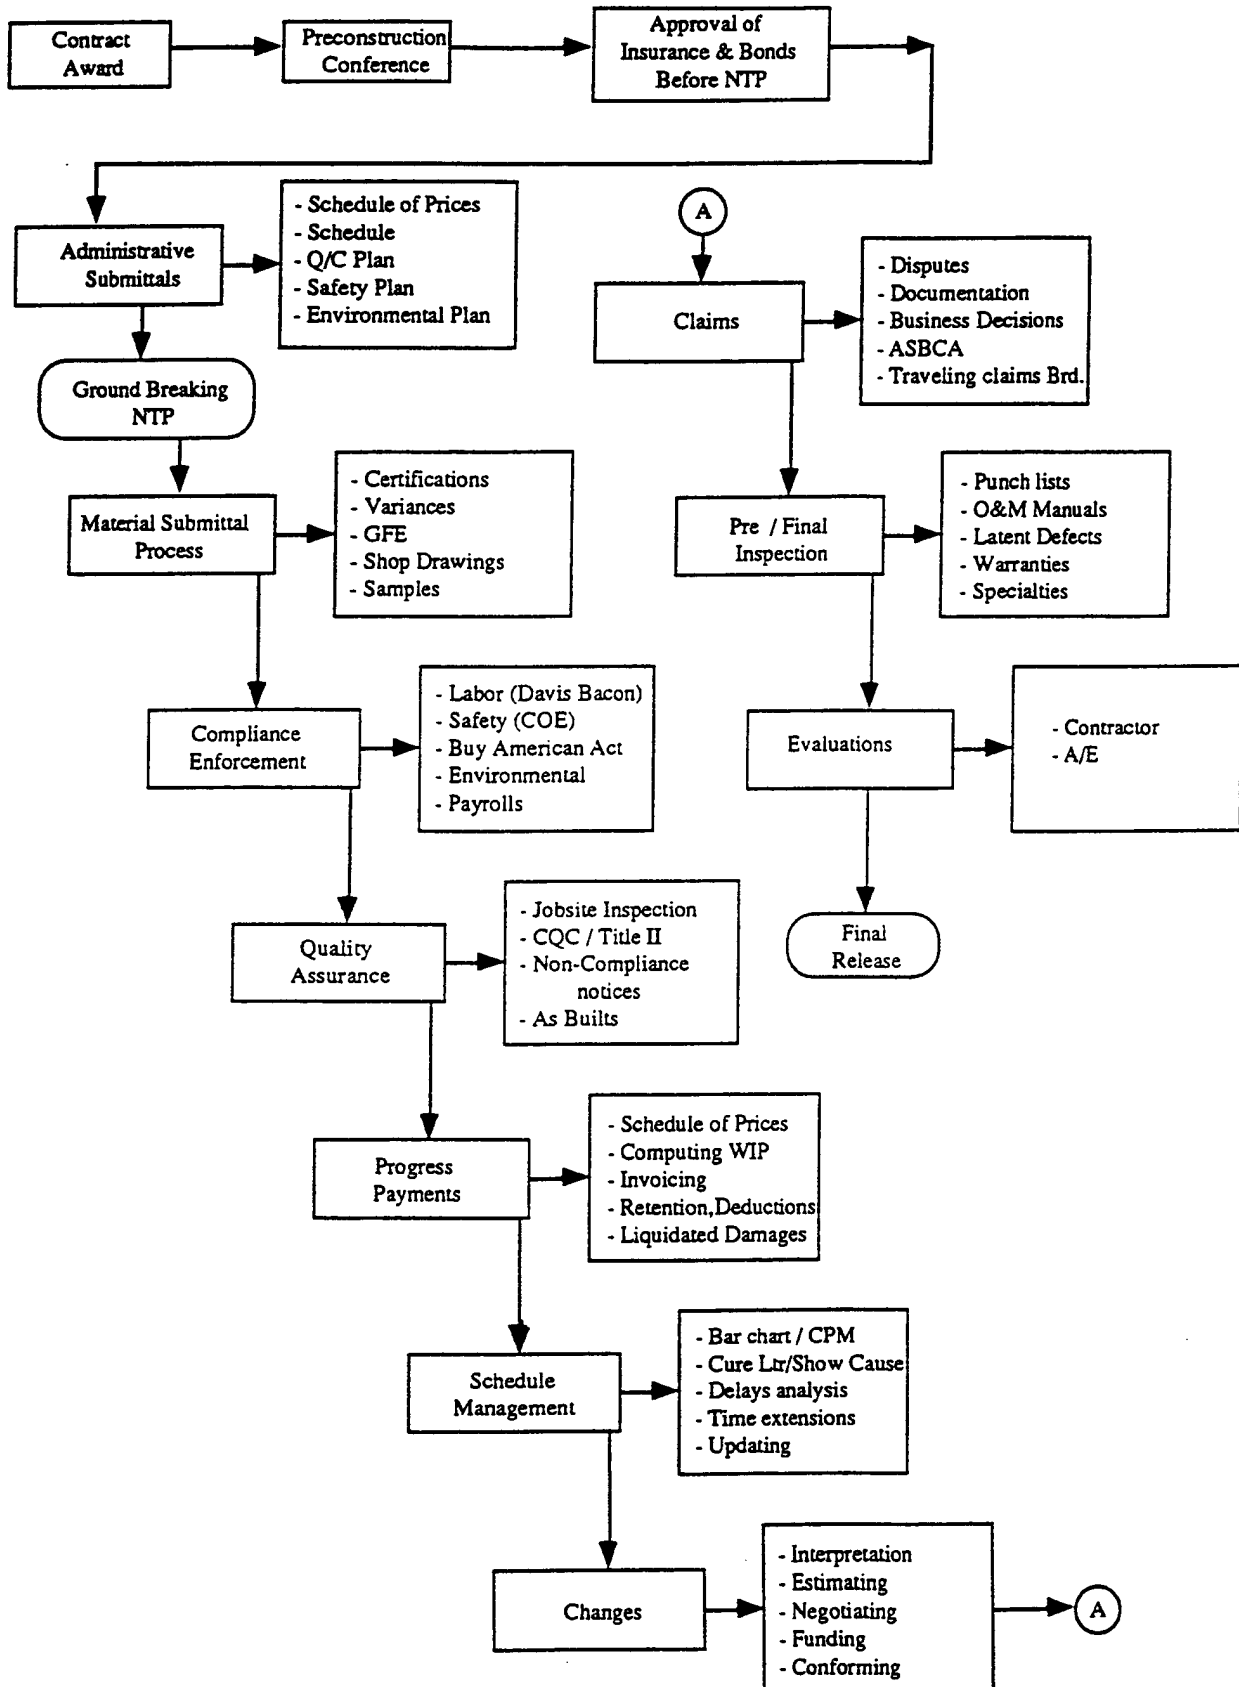 Contract
Award
Preconstruction
Conference
Approval of
Insurance & Bonds
Before NTP
Administrative
Submittals
- Schedule of Prices
- Schedule
- Q/C Plan
- Safety Plan
- Environmental Plan
Ground Breaking
NTP
Material Submittal
Process
- Certifications
- Variances
- GFE
- Shop Drawings
- Samples
Compliance
Enforcement
- Labor (Davis Bacon)
- Safety (COE)
- Buy American Act
- Environmental
- Payrolls
Quality
Assurance
- Jobsite Inspection
- CQC / Title II
- Non-Compliance
notices
- As Builts
Progress
Payments
- Schedule of Prices
- Computing WIP
- Invoicing
- Retention,Deductions
- Liquidated Damages
Schedule
Management
- Bar chart / CPM
- Cure Ltr/Show Cause
- Delays analysis
- Time extensions
- Updating
Changes
- Interpretation
- Estimating
- Negotiating
- Funding
- Conforming
A
A
Claims
- Disputes
- Documentation
- Business Decisions
- ASBCA
- Traveling claims Brd.
Pre / Final
Inspection
- Punch lists
- O&M Manuals
- Latent Defects
- Warranties
- Specialties
Evaluations
- Contractor
- A/E
Final
Release